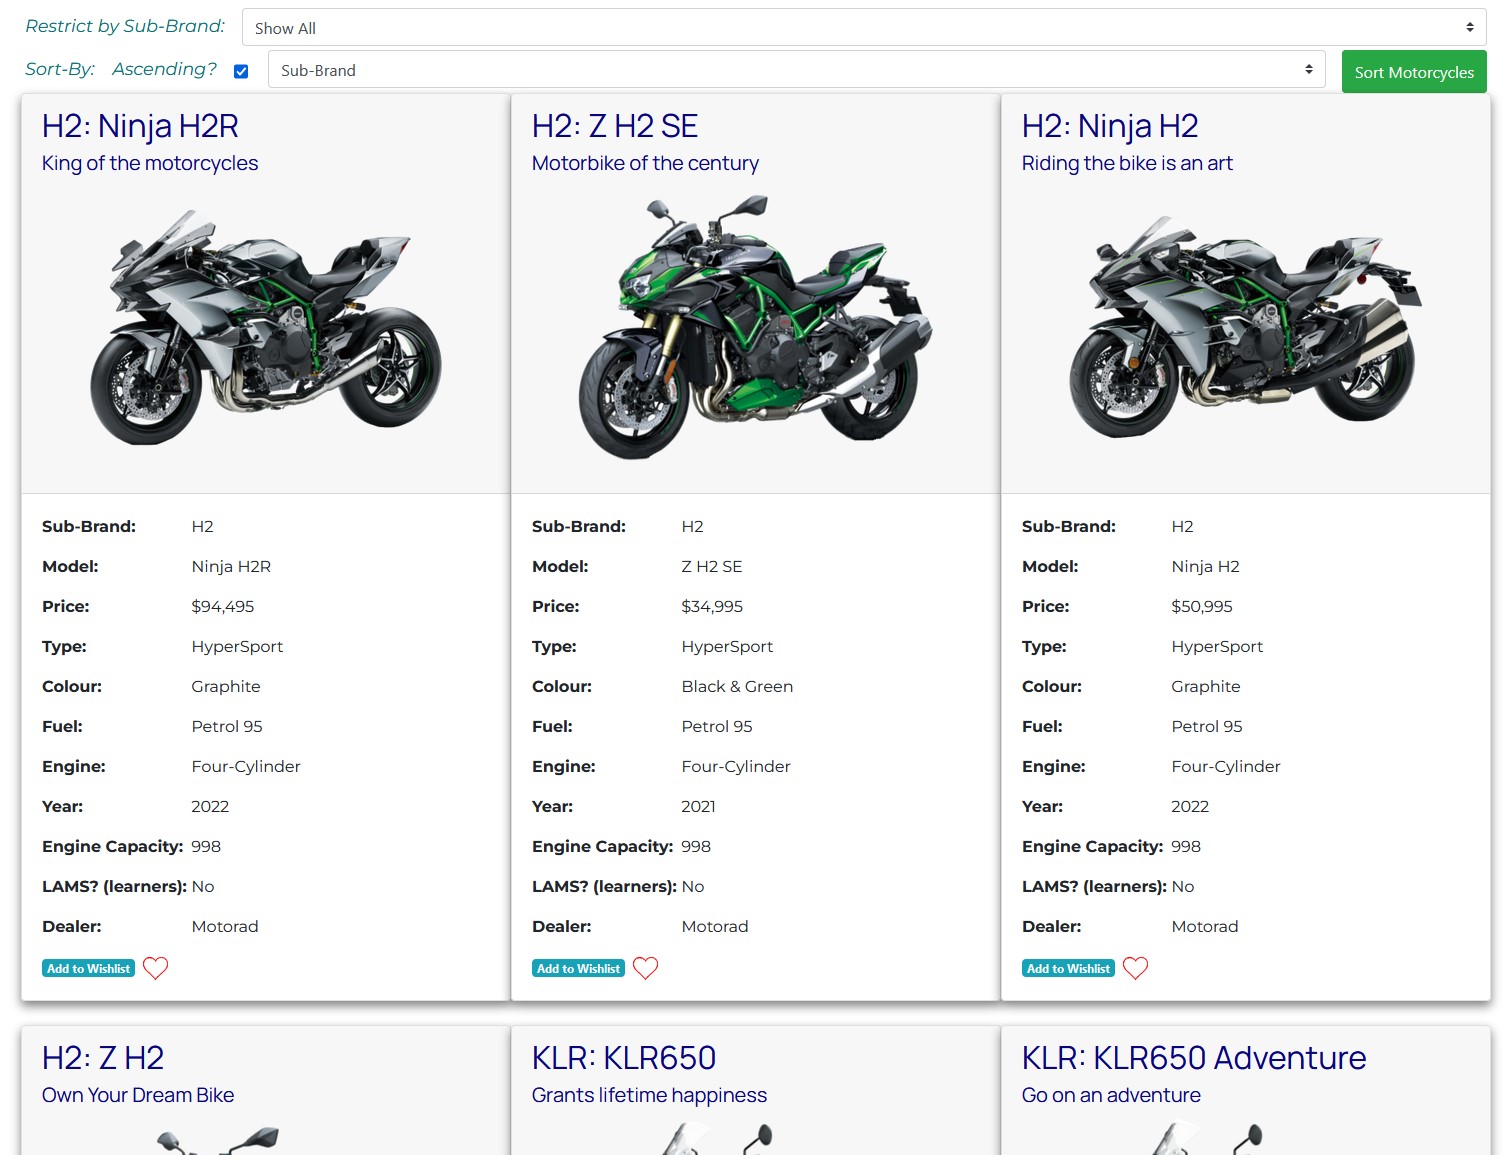 Restrict by Sub-Brand: Show All
Sort-By: Ascending? Sub-Brand Sort Motorcycles
H2: Ninja H2R
King of the motorcycles
Sub-Brand: H2
Model: Ninja H2R
Price: $94,495
Type: HyperSport
Colour: Graphite
Fuel: Petrol 95
Engine: Four-Cylinder
Year: 2022
Engine Capacity: 998
LAMS? (learners): No
Dealer: Motorad
Add to Wishlist
H2: Z H2 SE
Motorbike of the century
Sub-Brand: H2
Model: Z H2 SE
Price: $34,995
Type: HyperSport
Colour: Black & Green
Fuel: Petrol 95
Engine: Four-Cylinder
Year: 2021
Engine Capacity: 998
LAMS? (learners): No
Dealer: Motorad
Add to Wishlist
H2: Ninja H2
Riding the bike is an art
Sub-Brand: H2
Model: Ninja H2
Price: $50,995
Type: HyperSport
Colour: Graphite
Fuel: Petrol 95
Engine: Four-Cylinder
Year: 2022
Engine Capacity: 998
LAMS? (learners): No
Dealer: Motorad
Add to Wishlist
H2: Z H2
Own Your Dream Bike
KLR: KLR650
Grants lifetime happiness
KLR: KLR650 Adventure
Go on an adventure